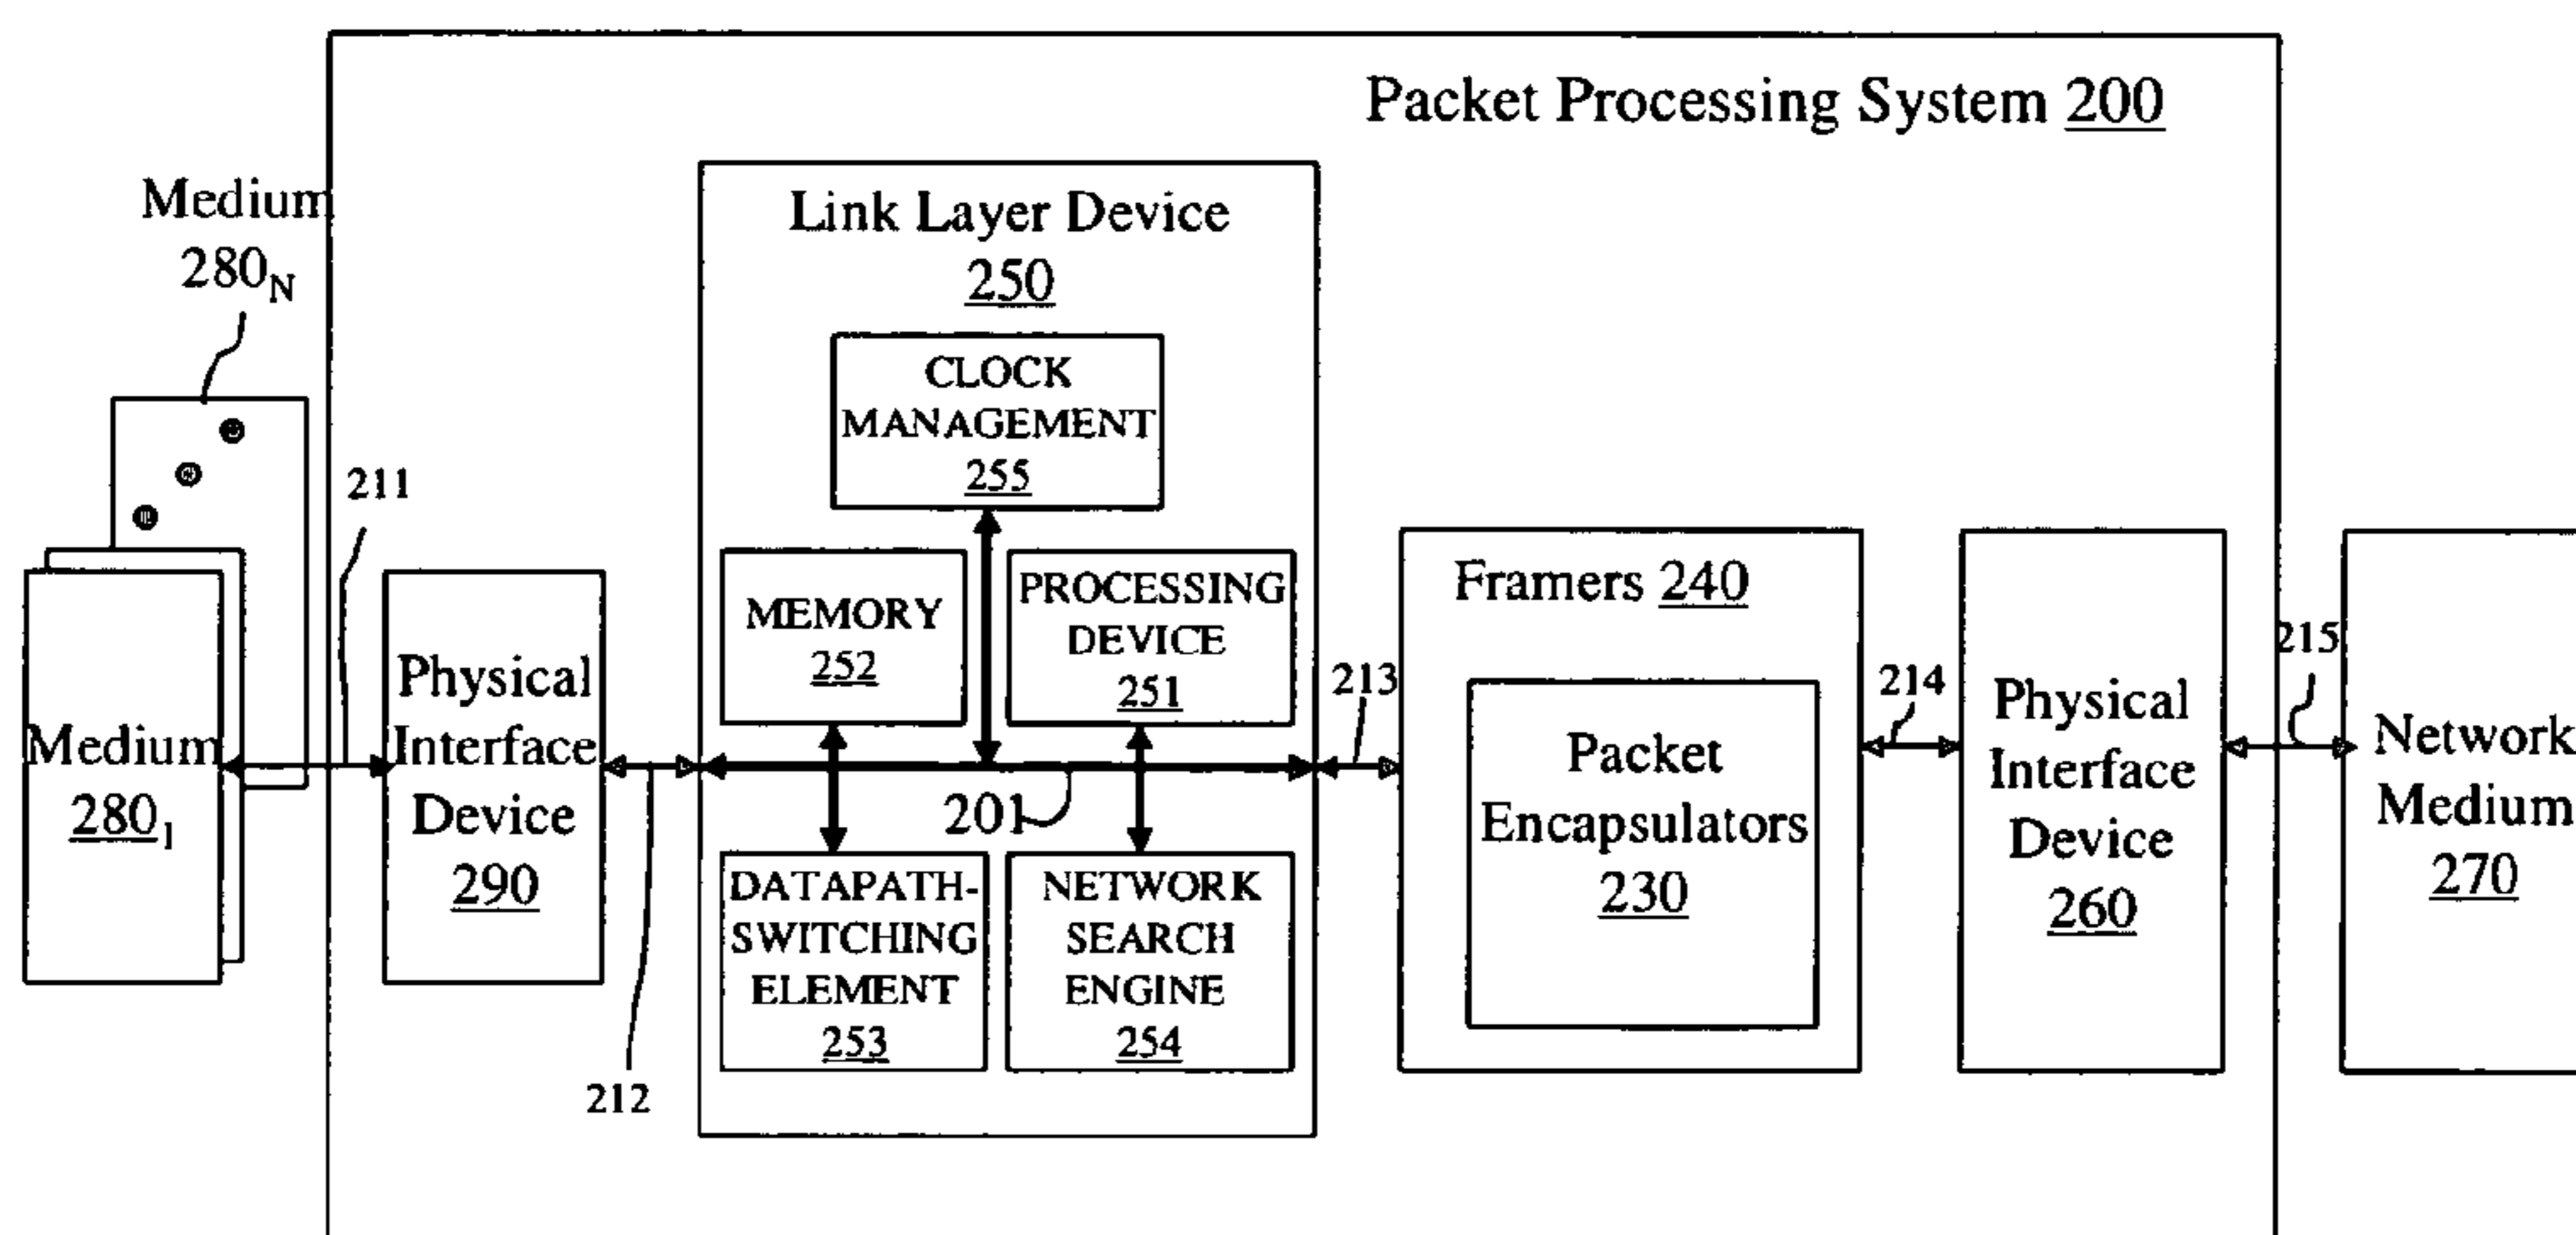 Packet Processing System 200
Medium
280N
211
Medium
2801
Physical
Interface
Device
290
212
Link Layer Device
250
CLOCK
MANAGEMENT
255
MEMORY
252
PROCESSING
DEVICE
251
201
DATAPATH-
SWITCHING
ELEMENT
253
NETWORK
SEARCH
ENGINE
254
213
Framers 240
Packet
Encapsulators
230
214
Physical
Interface
Device
260
215
Network
Medium
270